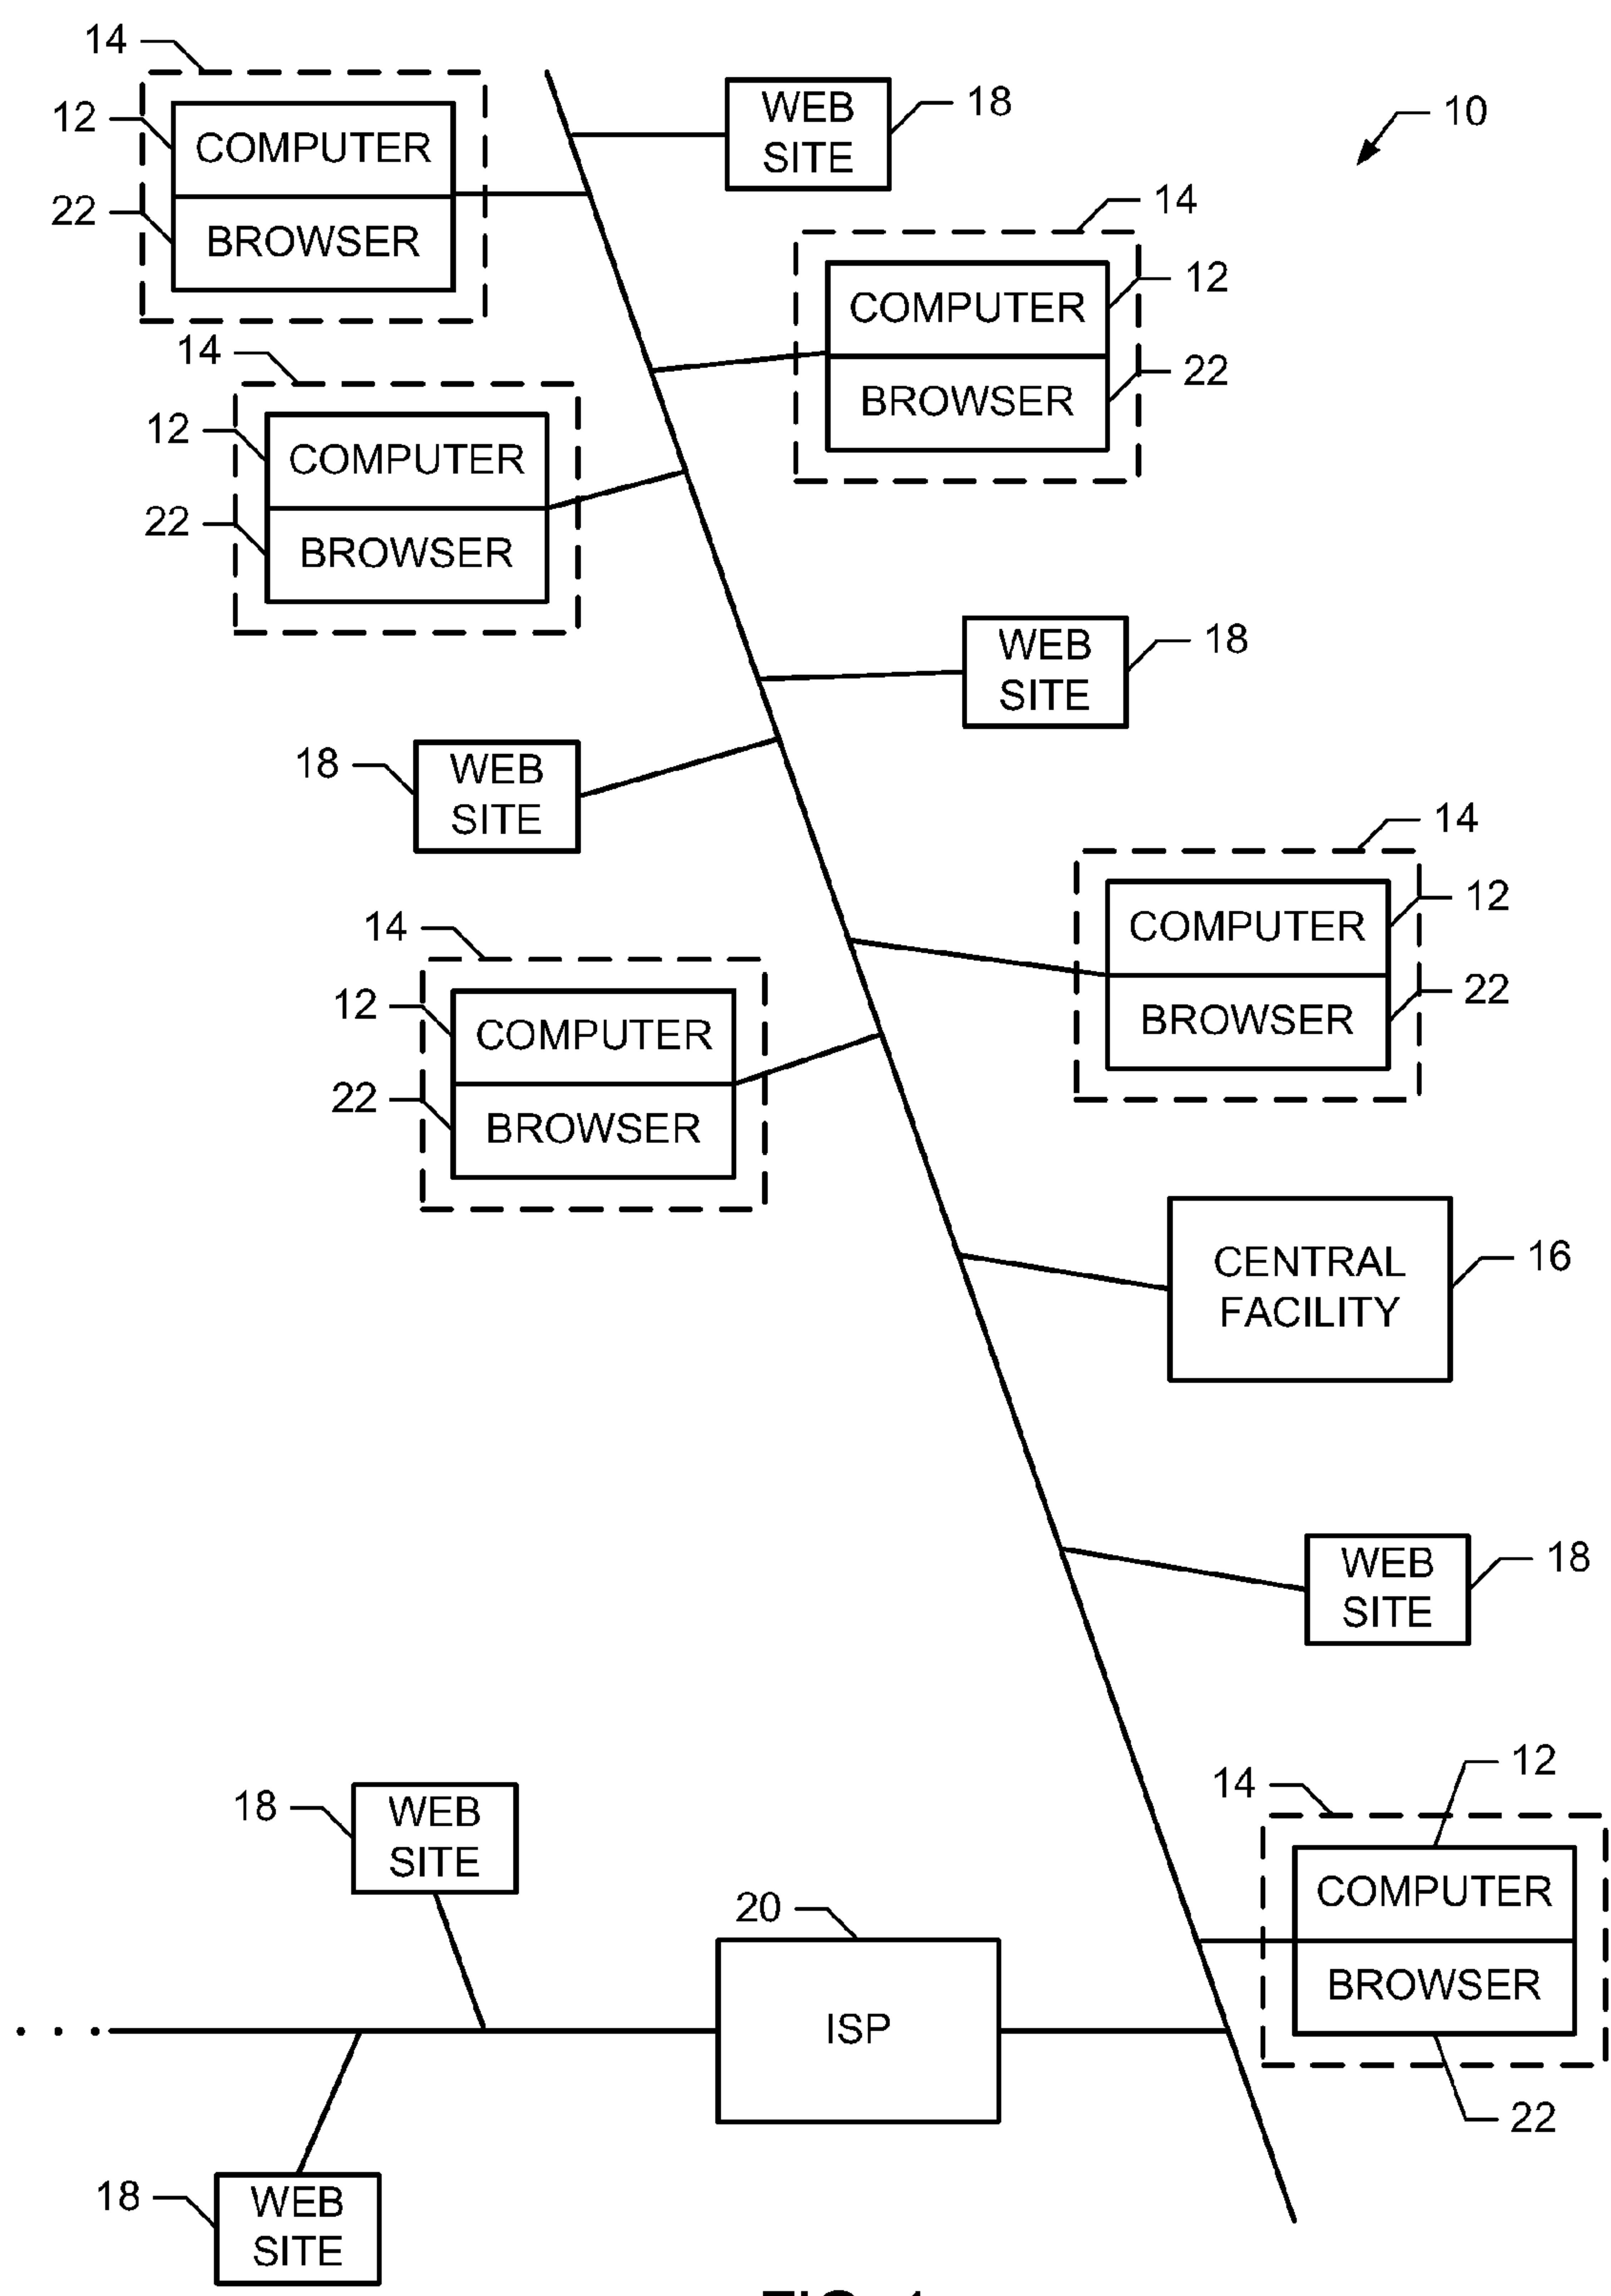 14
12
COMPUTER
22
BROWSER
WEB
SITE
18
10
14
12
COMPUTER
22
BROWSER
14
12
COMPUTER
22
BROWSER
WEB
SITE
18
18
WEB
SITE
14
12
COMPUTER
22
BROWSER
14
12
COMPUTER
22
BROWSER
CENTRAL
FACILITY
16
WEB
SITE
18
12
14
COMPUTER
BROWSER
22
18
WEB
SITE
20
ISP
18
WEB
SITE